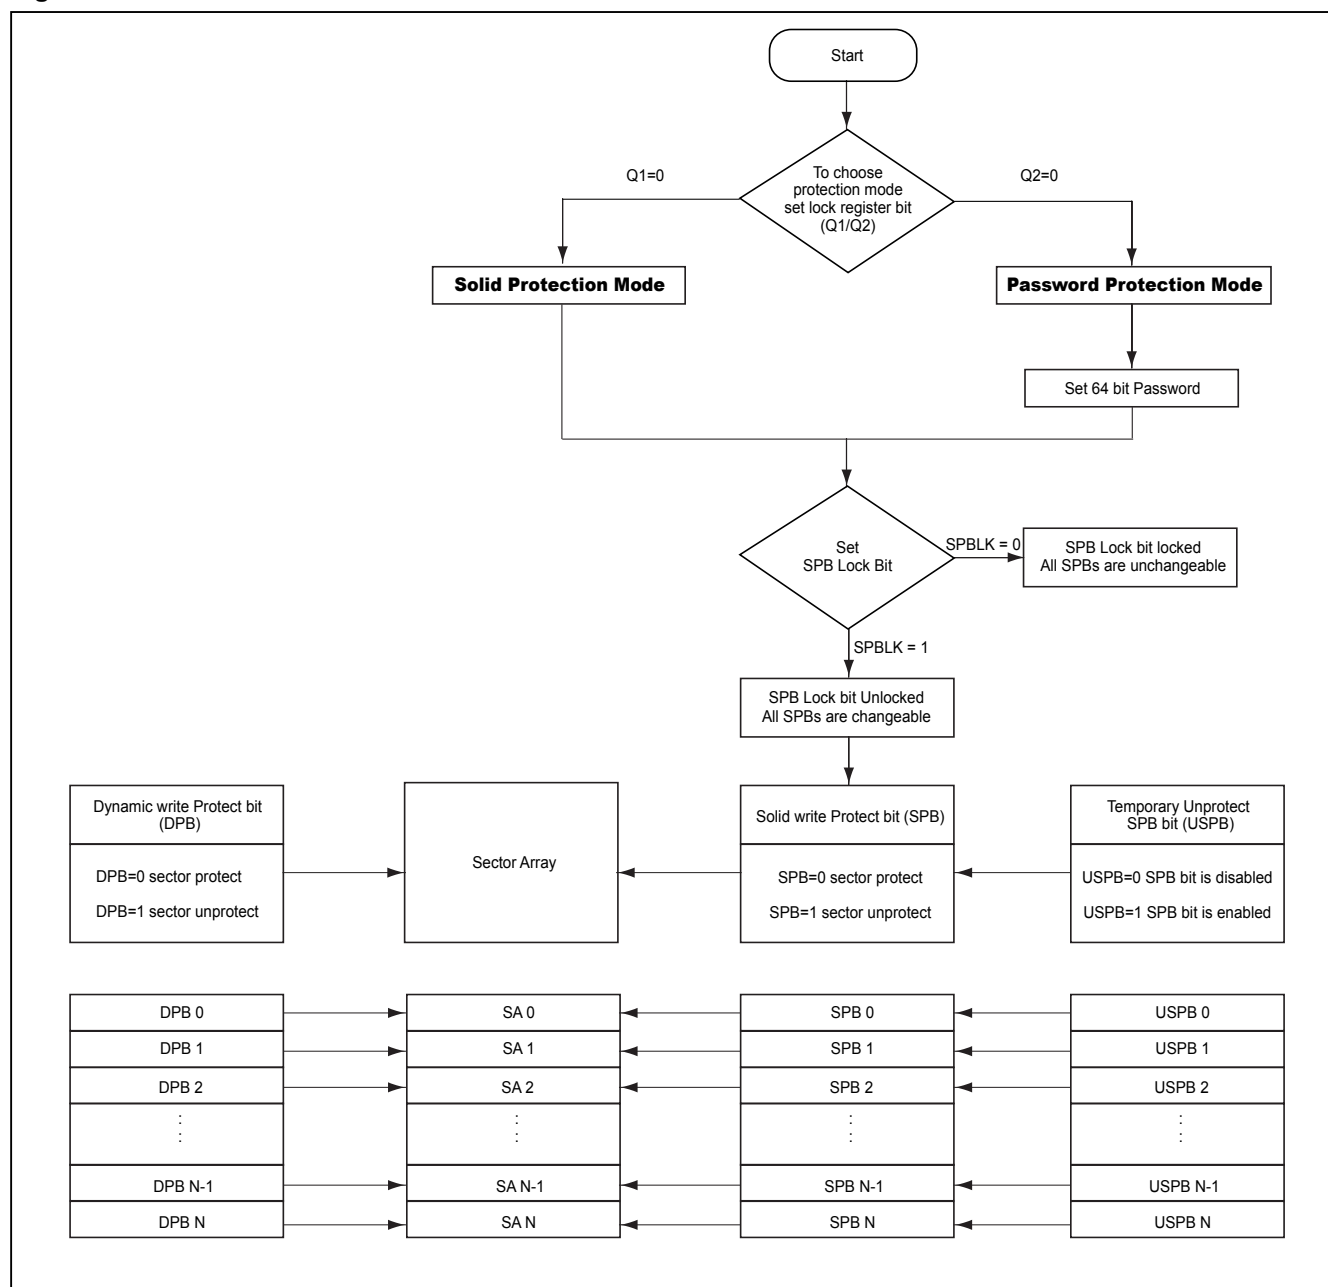 Start
To choose
protection mode
set lock register bit
(Q1/Q2)
Q1=0
Q2=0
Solid Protection Mode
Password Protection Mode
Set 64 bit Password
Set
SPB Lock Bit
SPBLK = 0
SPB Lock bit locked
All SPBs are unchangeable
SPBLK = 1
SPB Lock bit Unlocked
All SPBs are changeable
Dynamic write Protect bit
(DPB)
DPB=0 sector protect
DPB=1 sector unprotect
Sector Array
Solid write Protect bit (SPB)
SPB=0 sector protect
SPB=1 sector unprotect
Temporary Unprotect
SPB bit (USPB)
USPB=0 SPB bit is disabled
USPB=1 SPB bit is enabled
DPB 0
SA 0
SPB 0
USPB 0
DPB 1
SA 1
SPB 1
USPB 1
DPB 2
SA 2
SPB 2
USPB 2
DPB N-1
SA N-1
SPB N-1
USPB N-1
DPB N
SA N
SPB N
USPB N